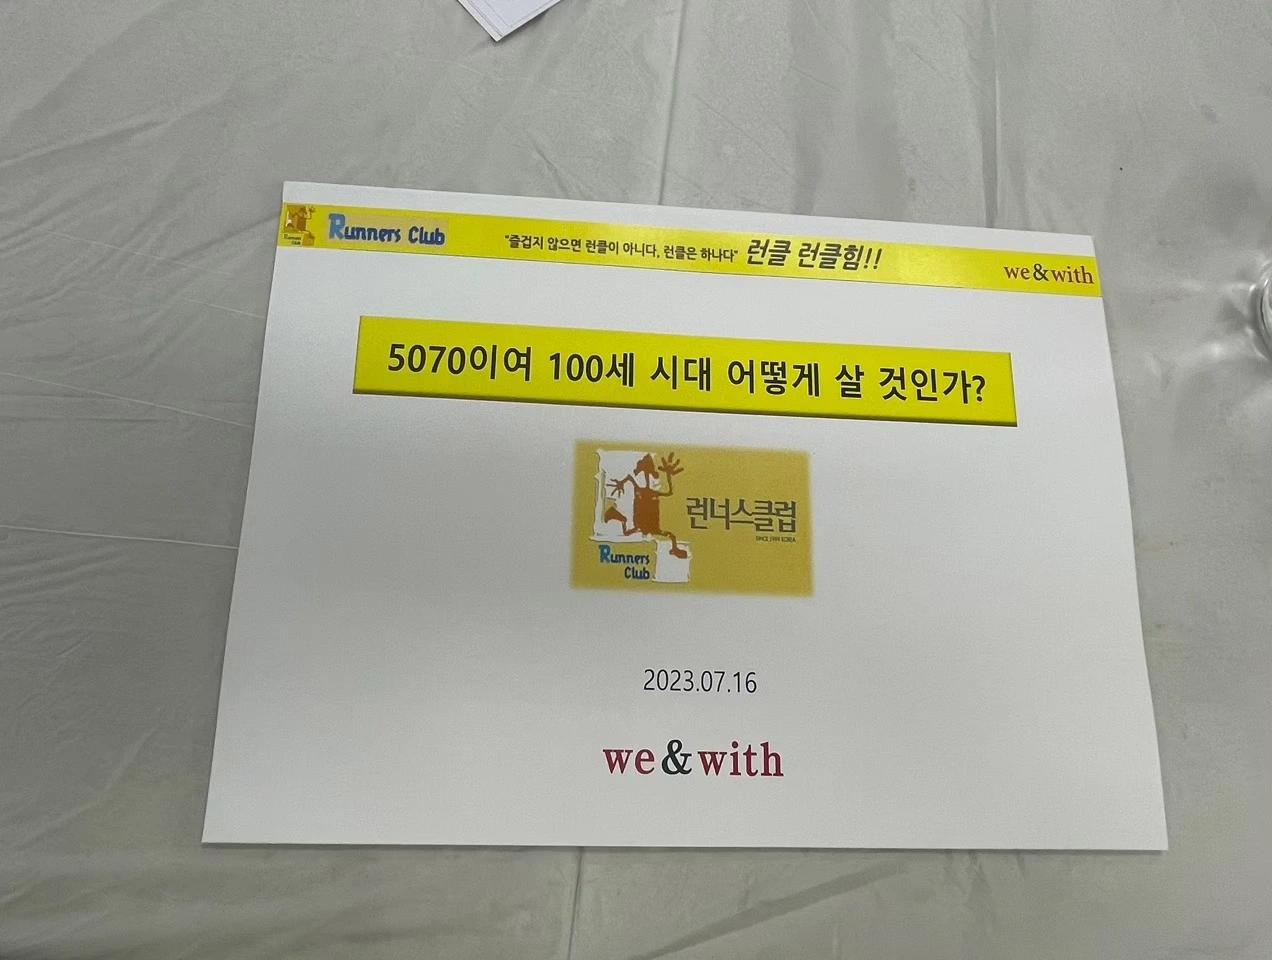 Runners Club
"즐겁지 않으면 런클이 아니다, 런클은 하나다" 런클 런클힘!!
we&with
5070이여 100세 시대 어떻게 살 것인가?
런너스클럽
SINCE 1999 KOREA
Runners
Club
2023.07.16
we&with